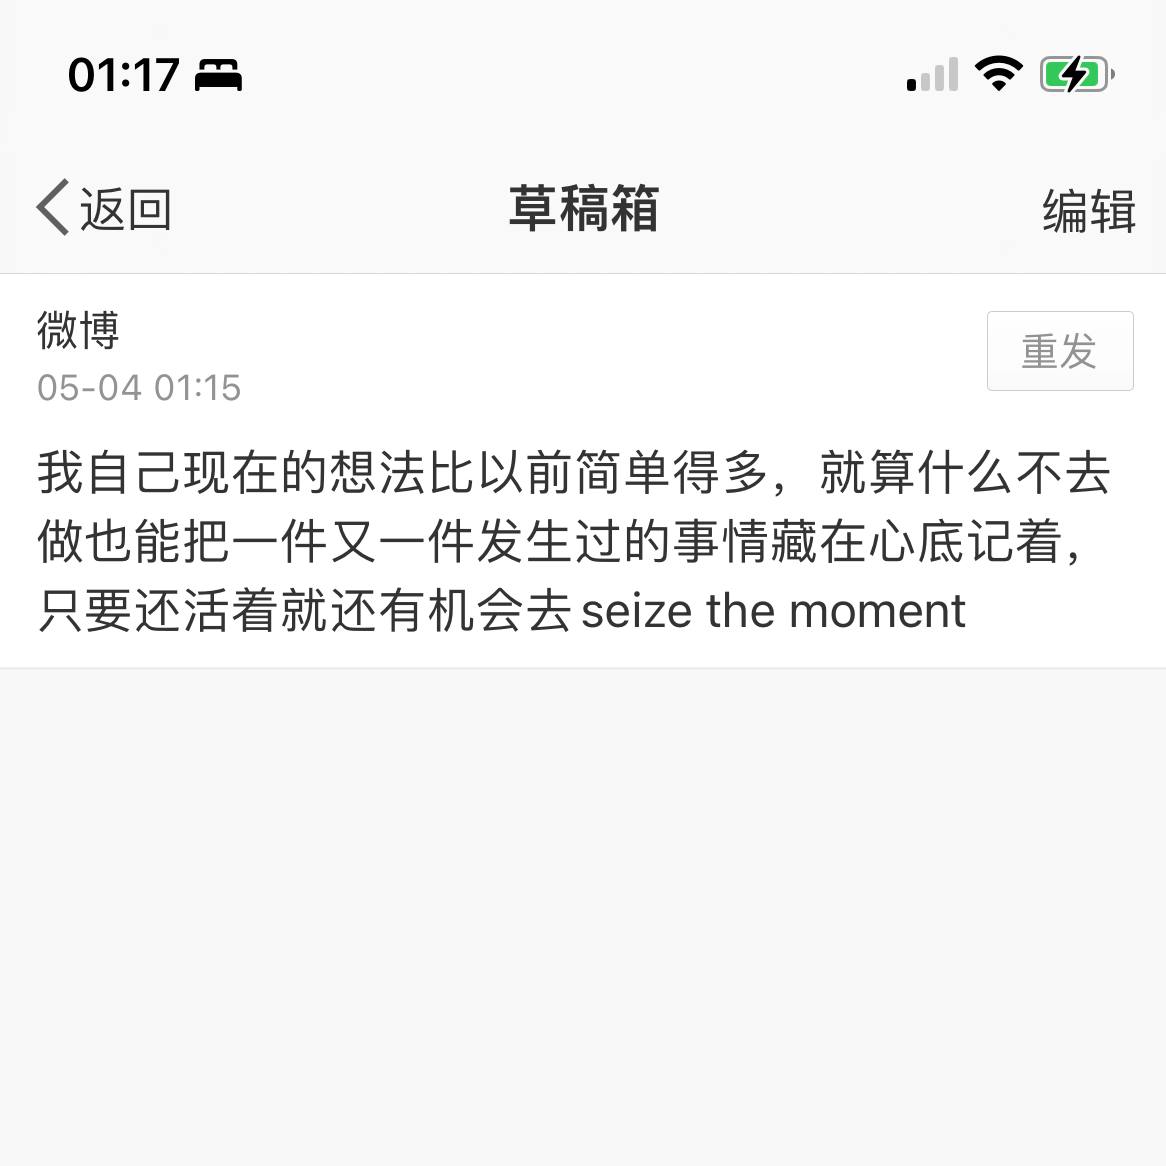 01:17
返回
草稿箱
编辑
微博
重发
05-04 01:15
我自己现在的想法比以前简单得多，就算什么不去
做也能把一件又一件发生过的事情藏在心底记着，
只要还活着就还有机会去seize the moment